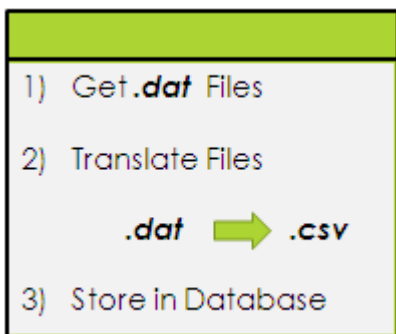 1) Get .dat Files
2) Translate Files
.dat .csv
3) Store in Database